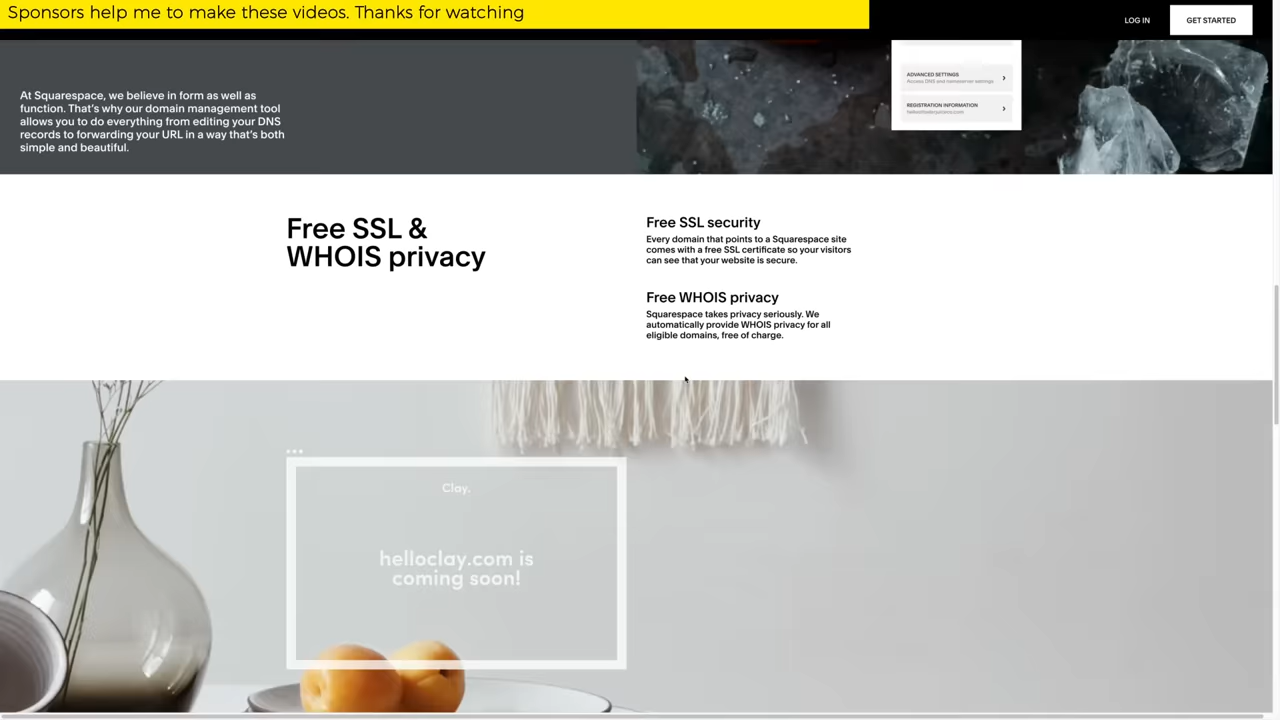 Sponsors help me to make these videos. Thanks for watching
LOG IN
GET STARTED
At Squarespace, we believe in form as well as
function. That's why our domain management tool
allows you to do everything from editing your DNS
records to forwarding your URL in a way that's both
simple and beautiful.
ADVANCED SETTINGS
Access DNS and nameserver settings
REGISTRATION INFORMATION
Free SSL &
WHOIS privacy
Free SSL security
Every domain that points to a Squarespace site
comes with a free SSL certificate so your visitors
can see that your website is secure.
Free WHOIS privacy
Squarespace takes privacy seriously. We
automatically provide WHOIS privacy for all
eligible domains, free of charge.
Clay.
helloclay.com is
coming soon!